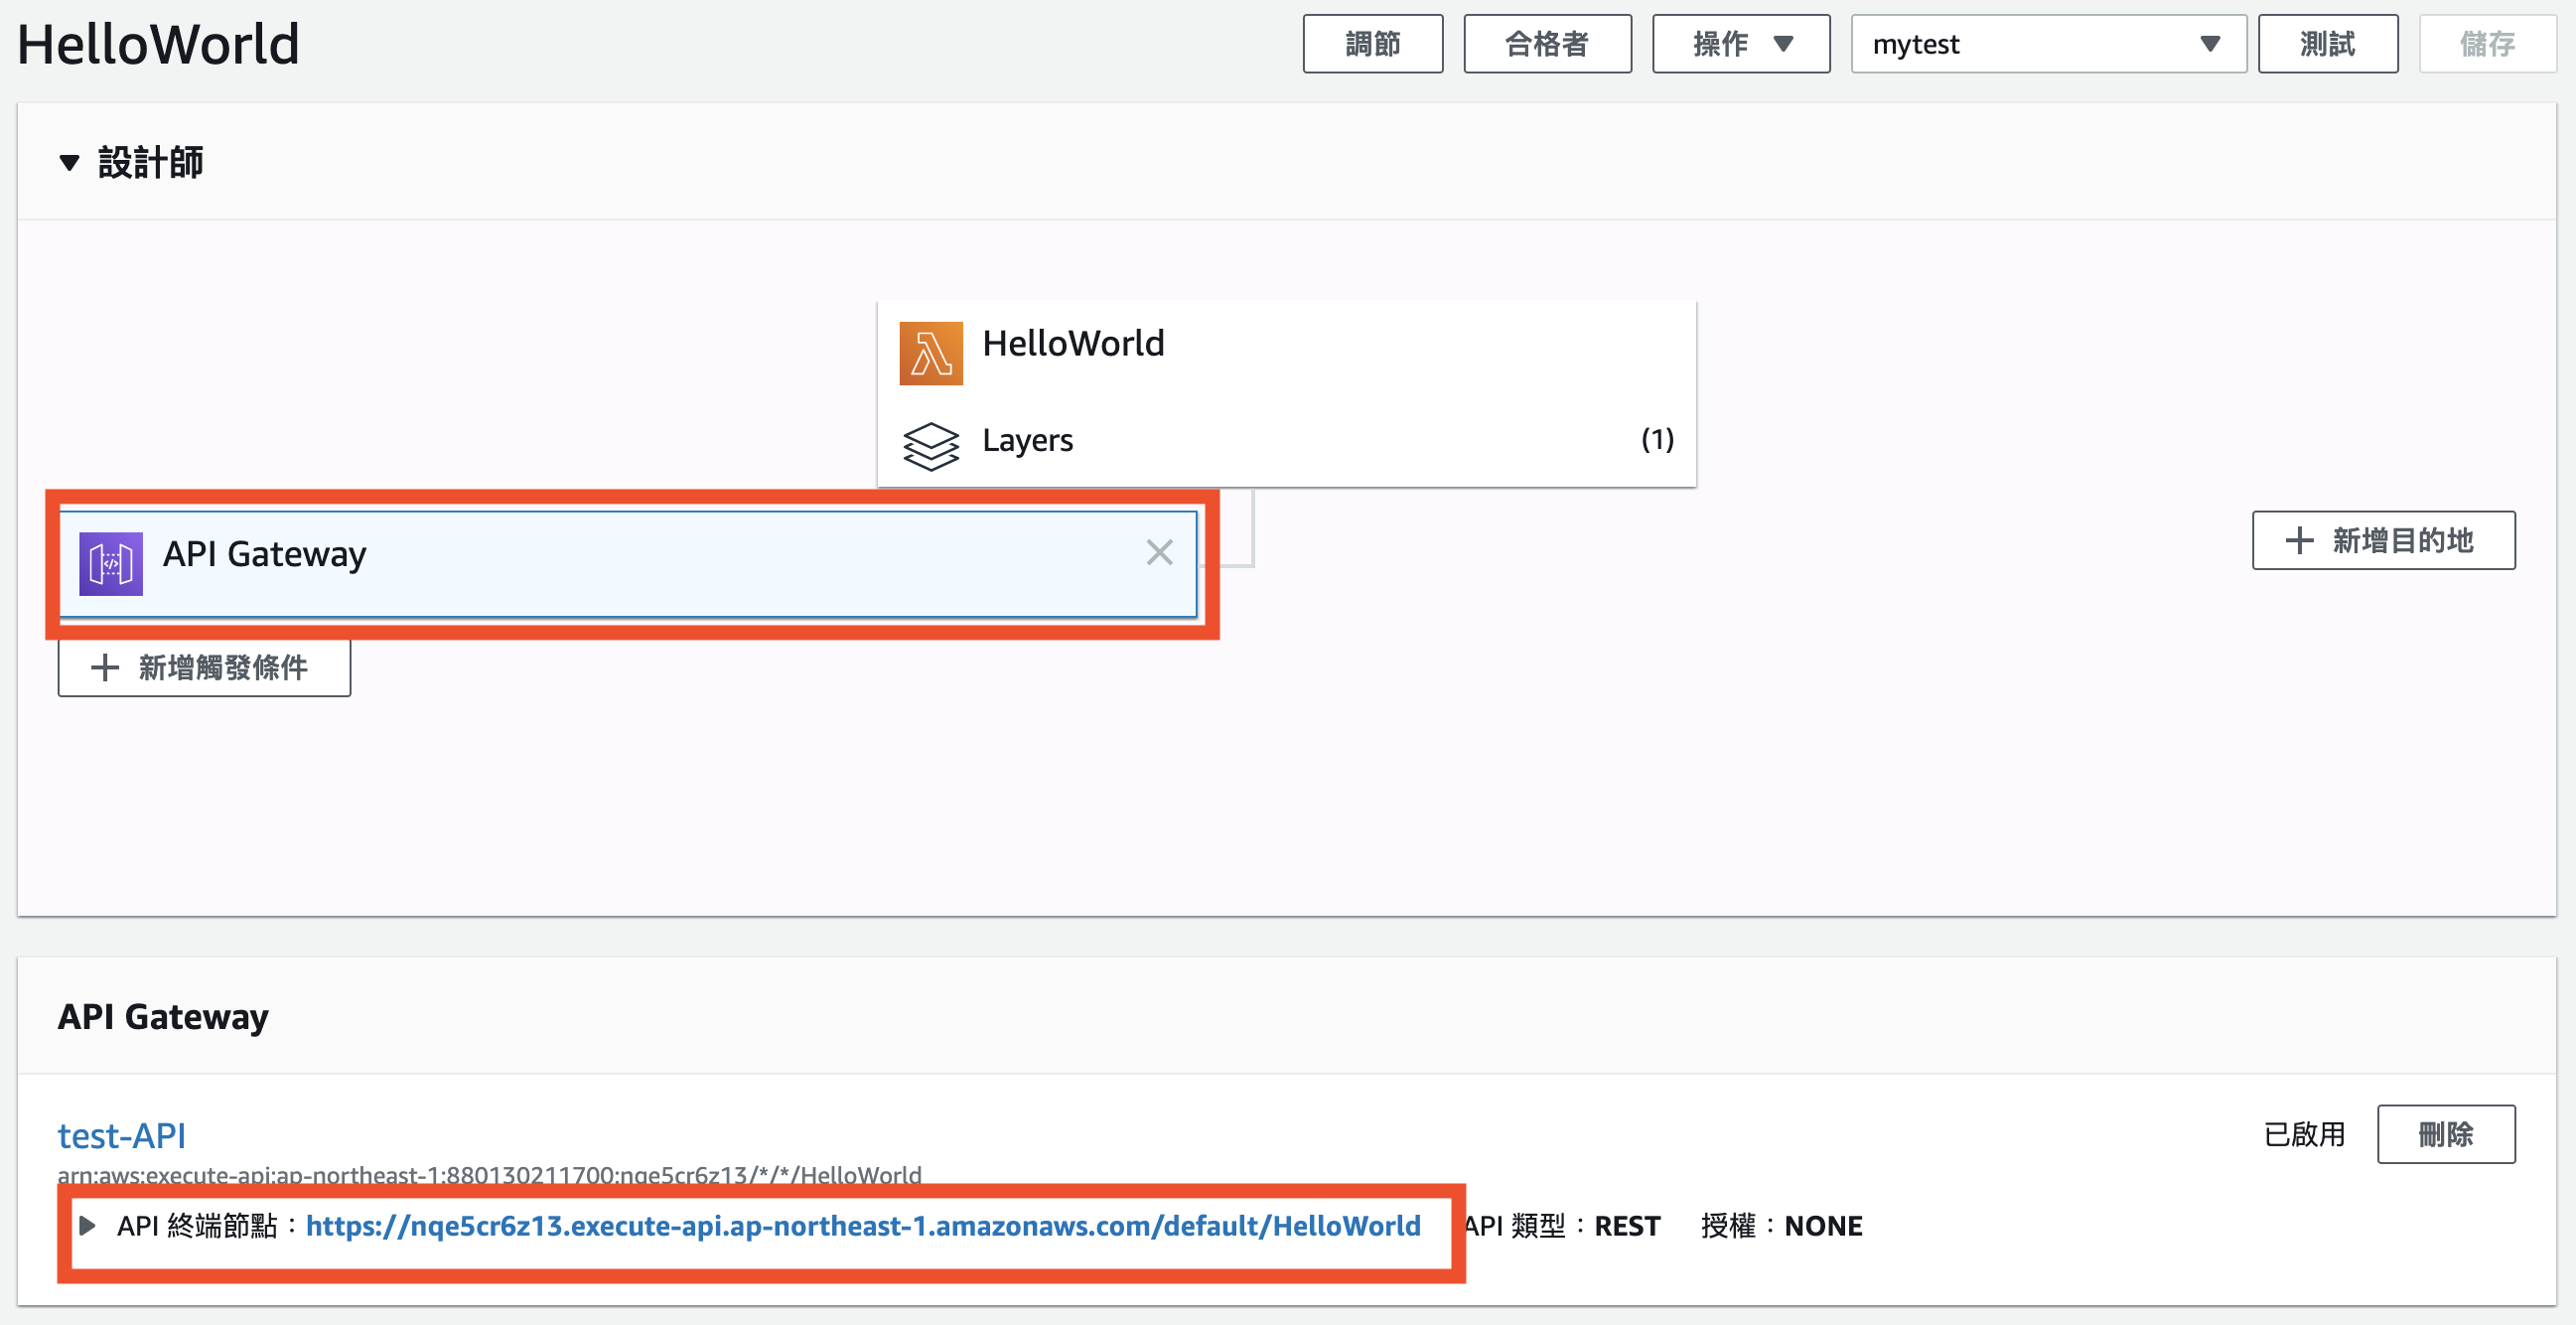 HelloWorld
調節
合格者
操作
mytest
測試
儲存
設計師
HelloWorld
Layers
(1)
API Gateway
新增目的地
新增觸發條件
API Gateway
test-API
已啟用
刪除
arn:aws:execute-api:ap-northeast-1:880130211700:nqe5cr6z13/*/*/HelloWorld
API 終端節點：https://nqe5cr6z13.execute-api.ap-northeast-1.amazonaws.com/default/HelloWorld API 類型：REST 授權：NONE